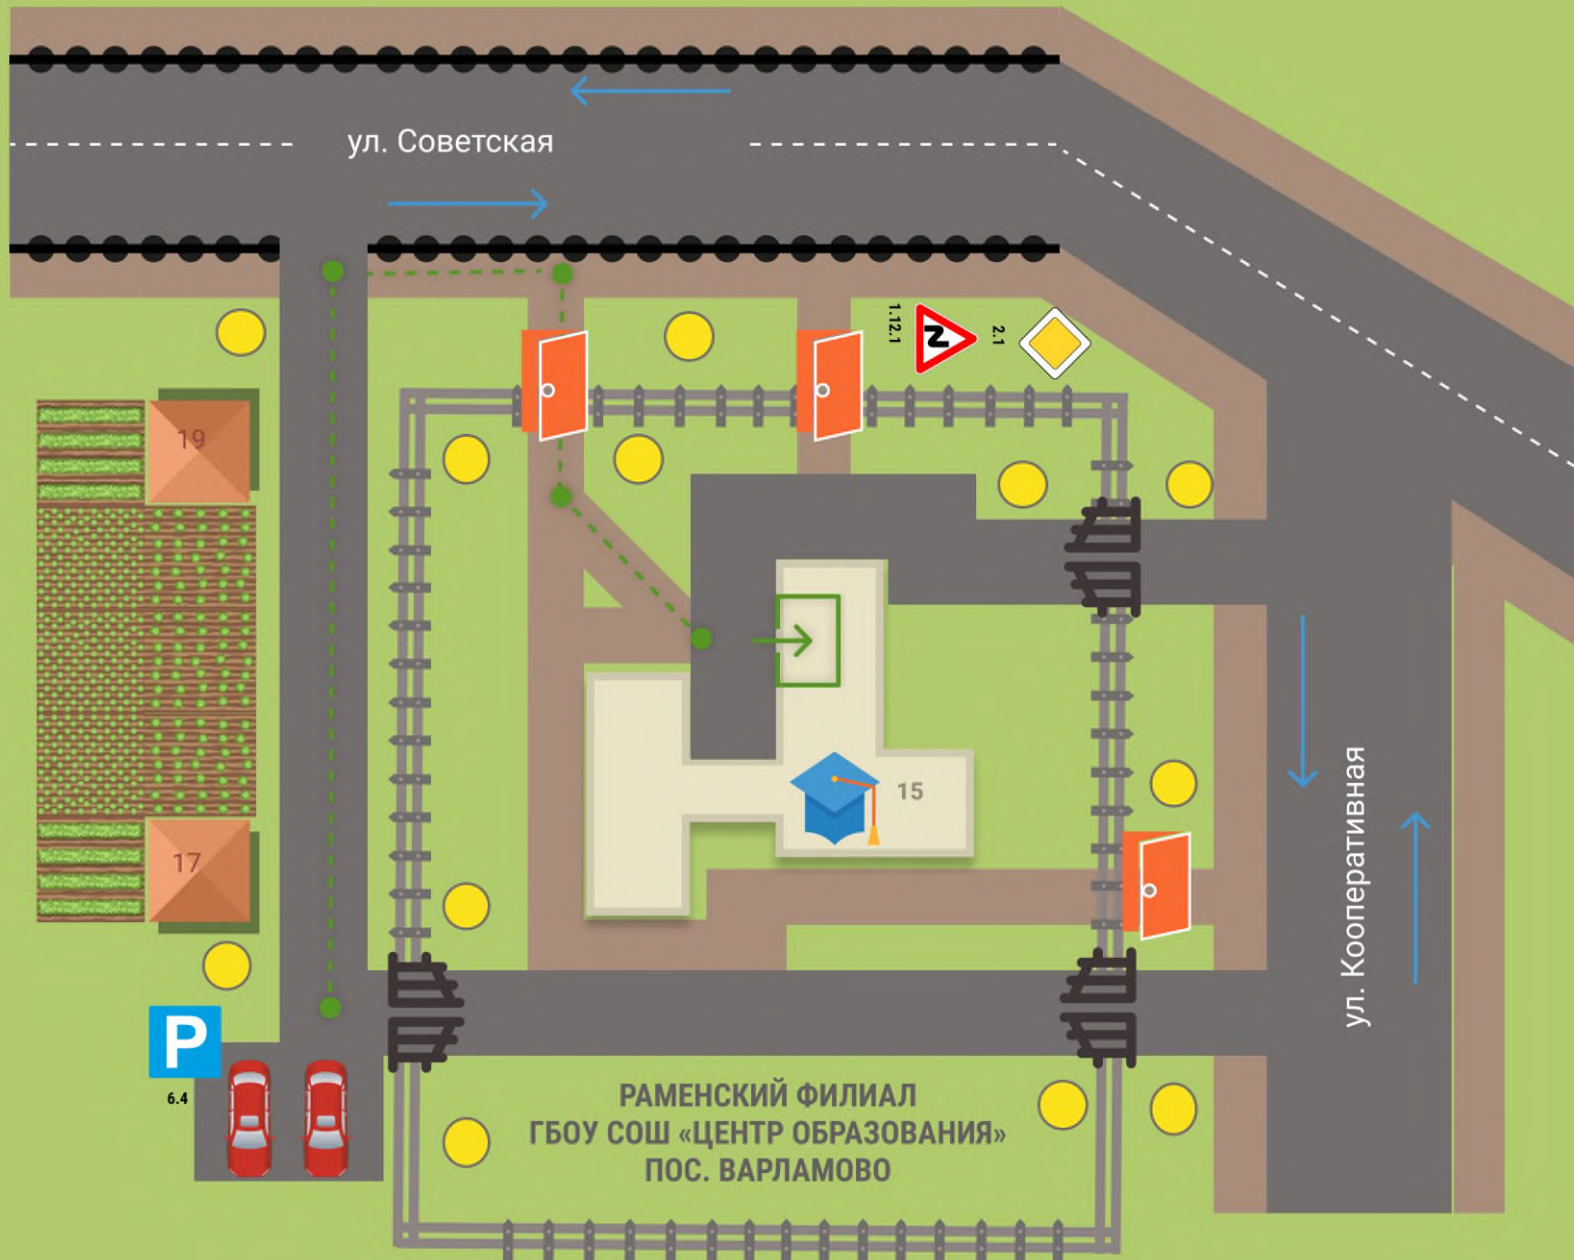 ул. Советская
1.12.1
2.1
19
15
17
ул. Кооперативная
P
6.4
РАМЕНСКИЙ ФИЛИАЛ
ГБОУ СОШ «ЦЕНТР ОБРАЗОВАНИЯ»
ПОС. ВАРЛАМОВО